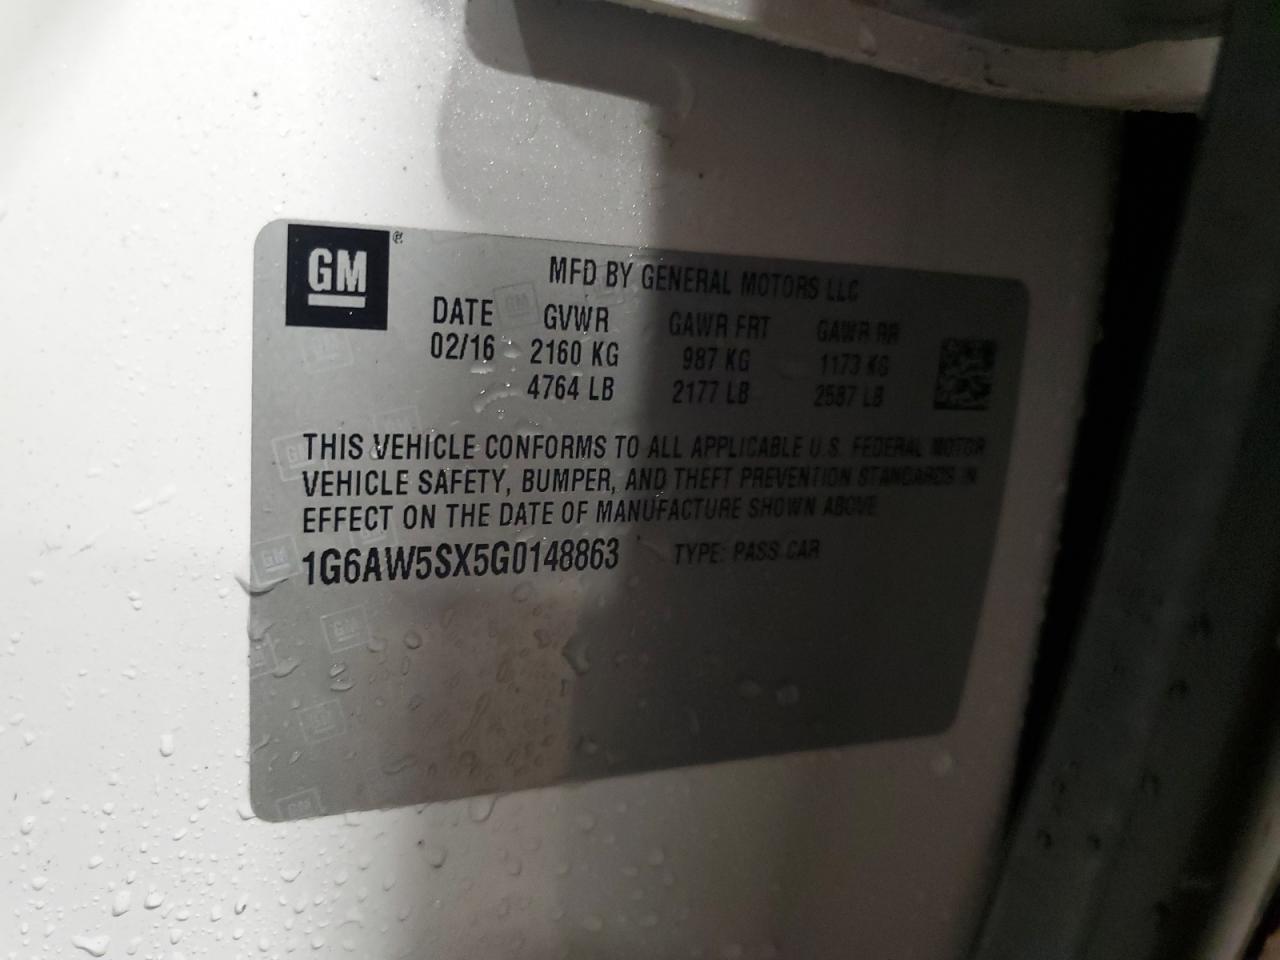 GM
MFD BY GENERAL MOTORS LLC
DATE GVWR GAWR FRT GAWR RR
02/16 2160 KG 987 KG 1173 KG
4764 LB 2177 LB 2587 LB
THIS VEHICLE CONFORMS TO ALL APPLICABLE U.S. FEDERAL MOTOR
VEHICLE SAFETY, BUMPER, AND THEFT PREVENTION STANDARDS IN
EFFECT ON THE DATE OF MANUFACTURE SHOWN ABOVE
1G6AW5SX5G0148863 TYPE: PASS CAR